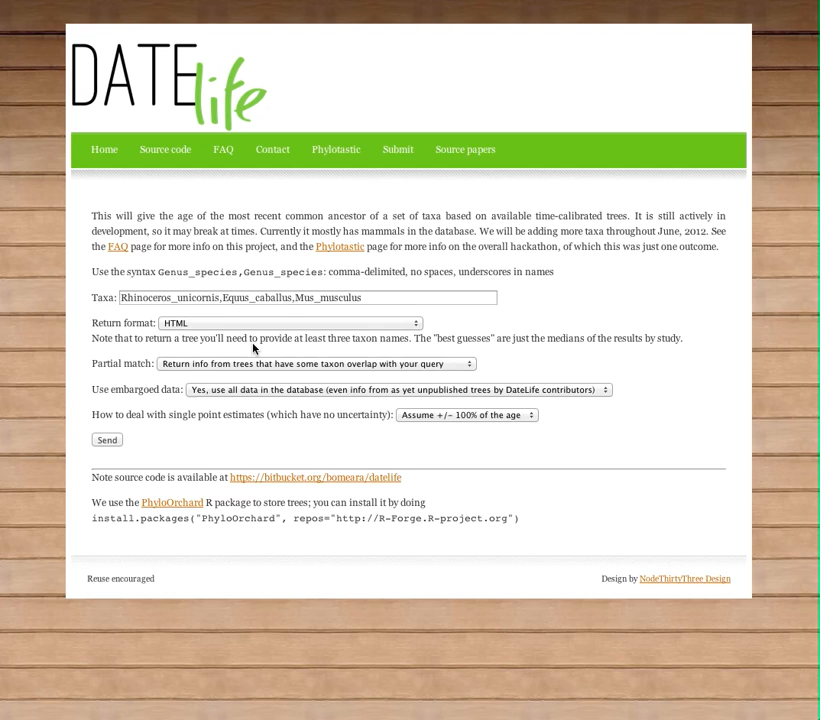 DATE life
Home Source code FAQ Contact Phylotastic Submit Source papers
This will give the age of the most recent common ancestor of a set of taxa based on available time-calibrated trees. It is still actively in
development, so it may break at times. Currently it mostly has mammals in the database. We will be adding more taxa throughout June, 2012. See
the FAQ page for more info on this project, and the Phylotastic page for more info on the overall hackathon, of which this was just one outcome.
Use the syntax Genus_species,Genus_species: comma-delimited, no spaces, underscores in names
Taxa: Rhinoceros_unicornis,Equus_caballus,Mus_musculus
Return format: HTML
Note that to return a tree you'll need to provide at least three taxon names. The "best guesses" are just the medians of the results by study.
Partial match: Return info from trees that have some taxon overlap with your query
Use embargoed data: Yes, use all data in the database (even info from as yet unpublished trees by DateLife contributors)
How to deal with single point estimates (which have no uncertainty): Assume +/- 100% of the age
Send
Note source code is available at https://bitbucket.org/bomeara/datelife
We use the PhyloOrchard R package to store trees; you can install it by doing
install.packages("PhyloOrchard", repos="http://R-Forge.R-project.org")
Reuse encouraged Design by NodeThirtyThree Design